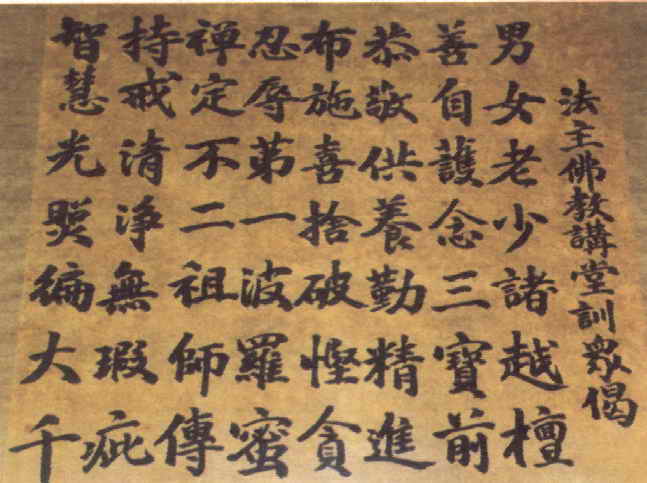 法主佛教講堂訓眾偈
男女老少諸越檀
善自護念三寶前
恭敬供養勤精進
布施喜捨破慳貪
忍辱第一波羅蜜
禅定不二祖師傳
持戒清淨無瑕疵
智慧光照徧大千